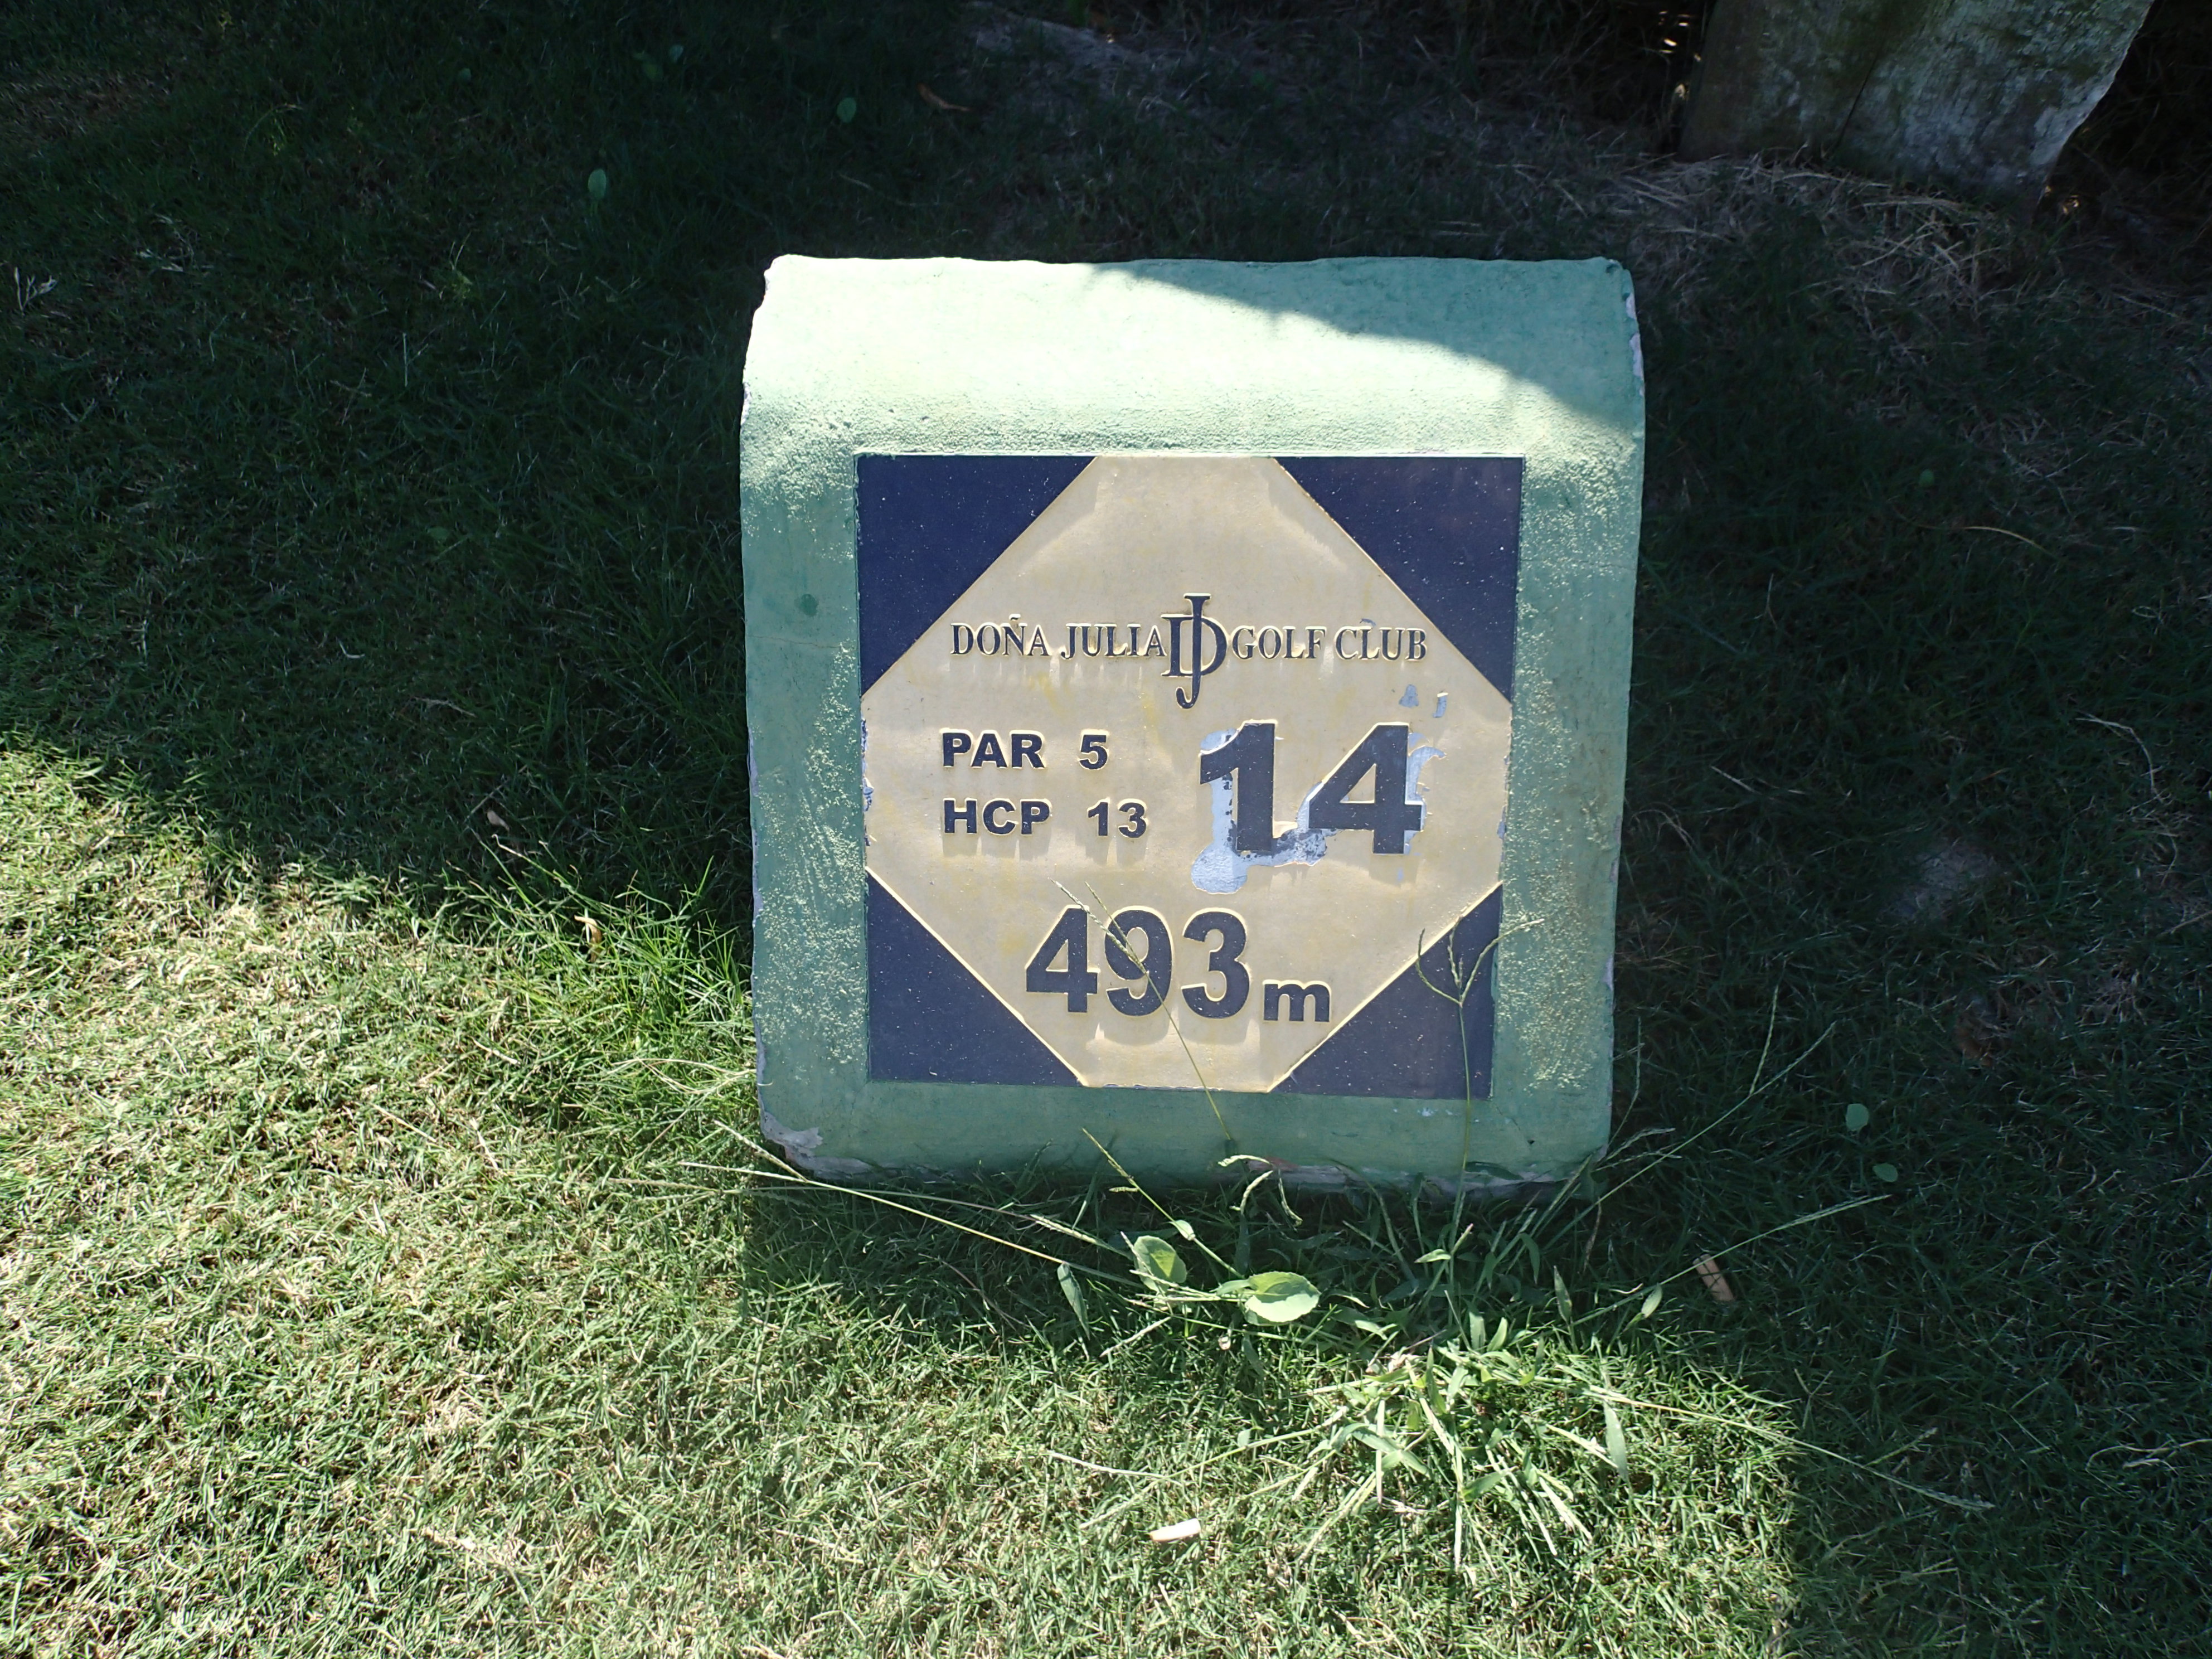 DOÑA JULIA DJ GOLF CLUB
PAR 5
HCP 13
14
493m